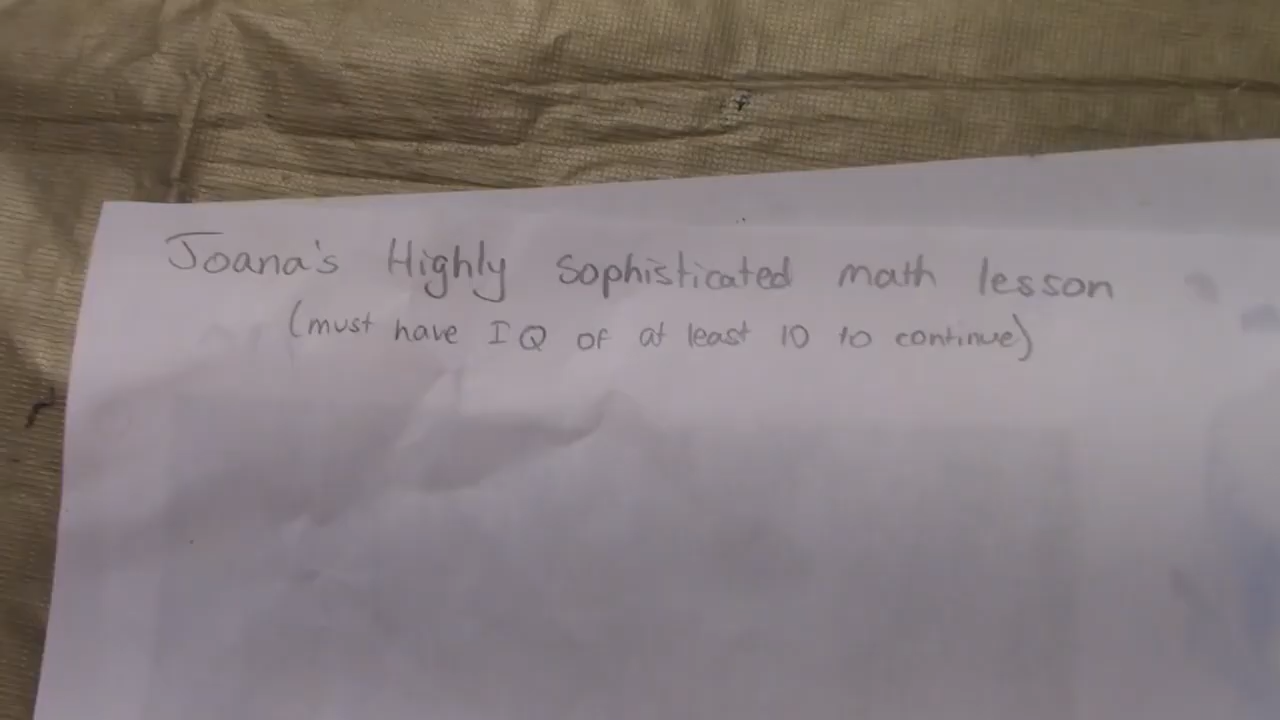 Joana's Highly sophisticated math lesson
(must have IQ of at least 10 to continue)